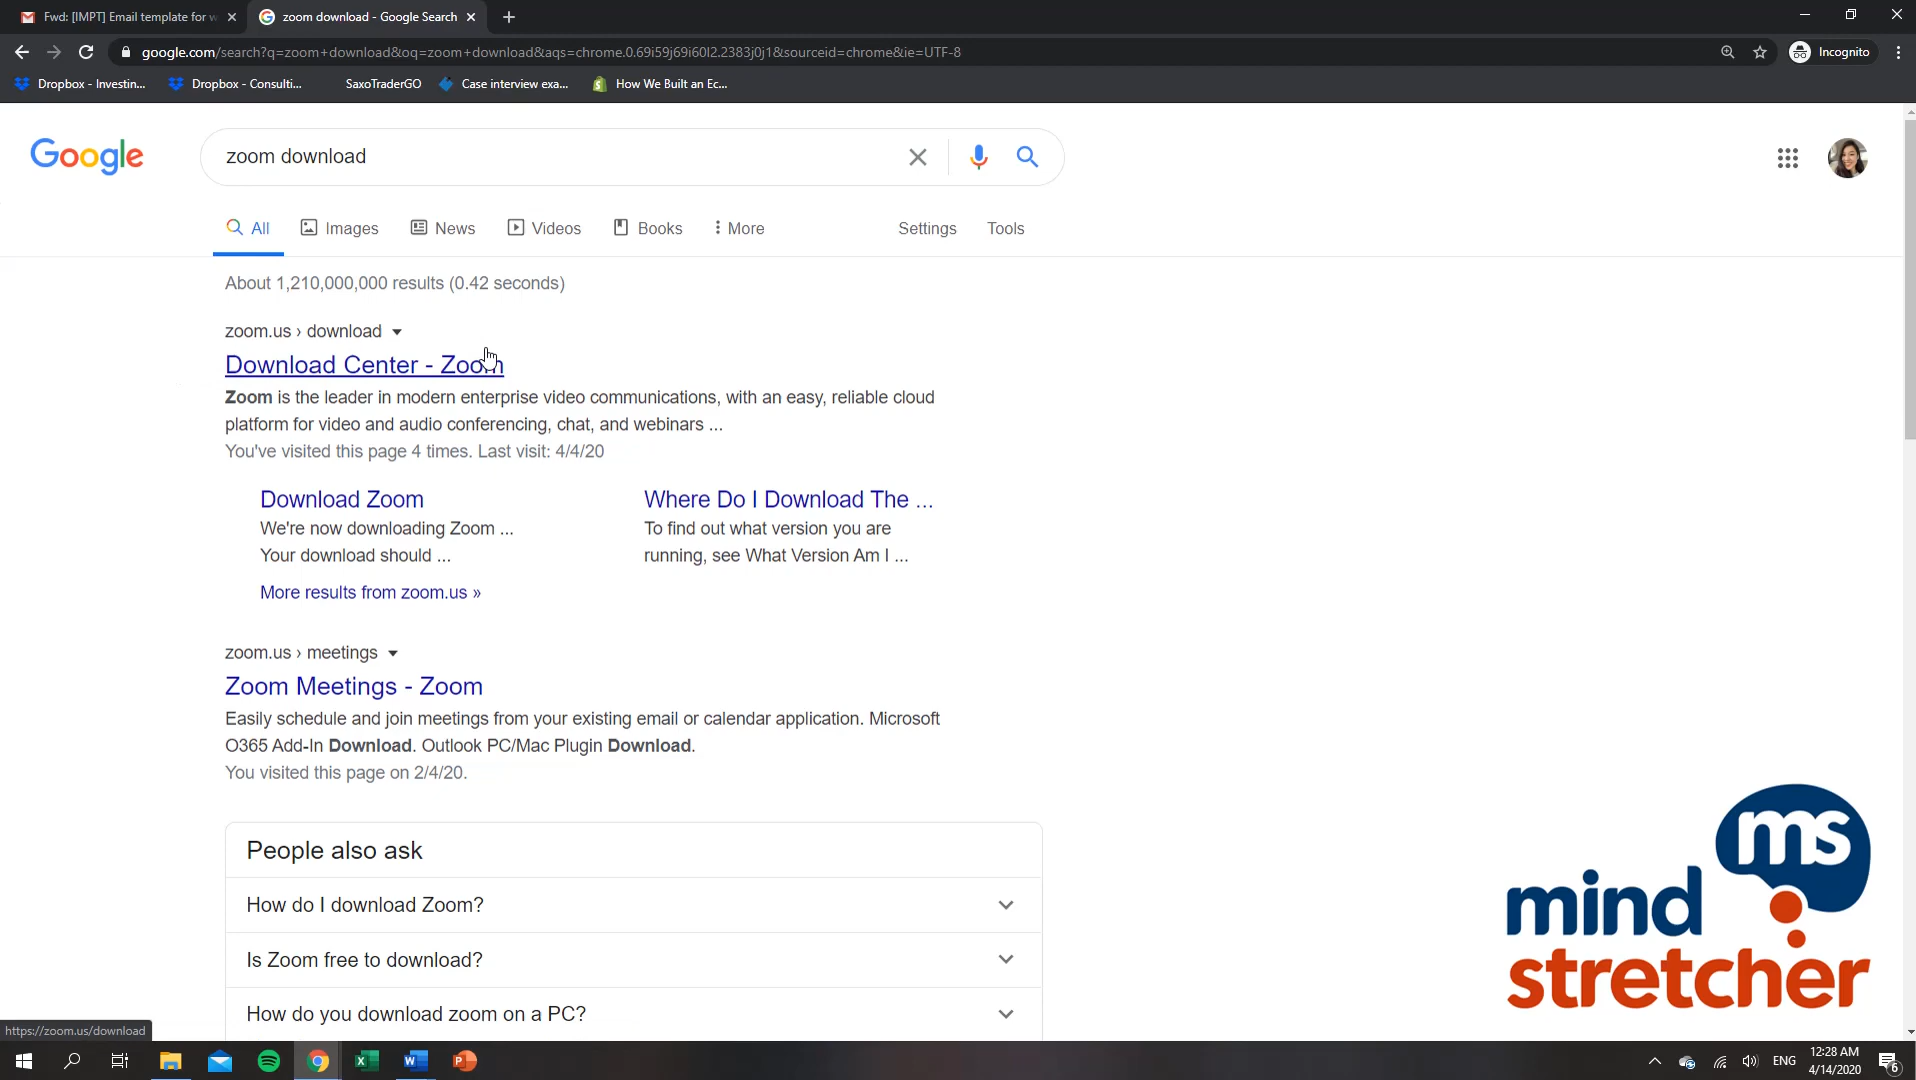 Fwd: [IMPT] Email template for w
zoom download - Google Search
google.com/search?q=zoom+download&oq=zoom+download&aqs=chrome.0.69i59j69i60l2.2383j0j1&sourceid=chrome&ie=UTF-8
Incognito
Dropbox - Investin...
Dropbox - Consulti...
SaxoTraderGO
Case interview exa...
How We Built an Ec...
Google
zoom download
All
Images
News
Videos
Books
More
Settings
Tools
About 1,210,000,000 results (0.42 seconds)
zoom.us › download
Download Center - Zoom
Zoom is the leader in modern enterprise video communications, with an easy, reliable cloud
platform for video and audio conferencing, chat, and webinars ...
You've visited this page 4 times. Last visit: 4/4/20
Download Zoom
We're now downloading Zoom ...
Your download should ...
Where Do I Download The ...
To find out what version you are
running, see What Version Am I ...
More results from zoom.us »
zoom.us › meetings
Zoom Meetings - Zoom
Easily schedule and join meetings from your existing email or calendar application. Microsoft
O365 Add-In Download. Outlook PC/Mac Plugin Download.
You visited this page on 2/4/20.
People also ask
How do I download Zoom?
Is Zoom free to download?
How do you download zoom on a PC?
ms
mind
stretcher
https://zoom.us/download
ENG
12:28 AM
4/14/2020
6